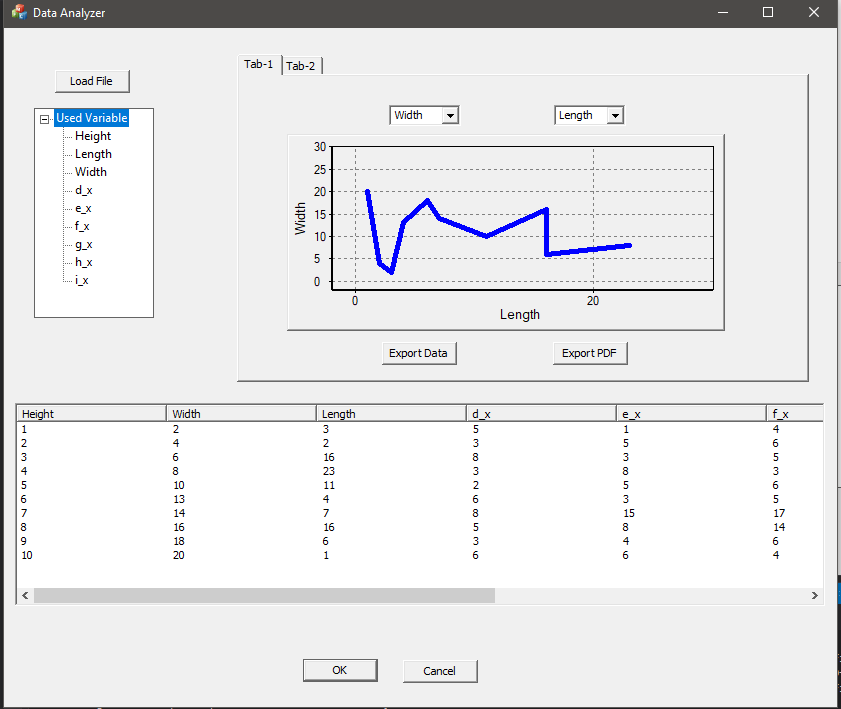 Data Analyzer
Load File
Used Variable
Height
Length
Width
d_x
e_x
f_x
g_x
h_x
i_x
Tab-1 Tab-2
Width Length
30
25
20
15
10
5
0
Width
0 20
Length
Export Data Export PDF
Height Width Length d_x e_x f_x
1 2 3 5 1 4
2 4 2 3 5 6
3 6 16 8 3 5
4 8 23 3 8 3
5 10 11 2 5 6
6 13 4 6 3 5
7 14 7 8 15 17
8 16 16 5 8 14
9 18 6 3 4 6
10 20 1 6 6 4
OK Cancel